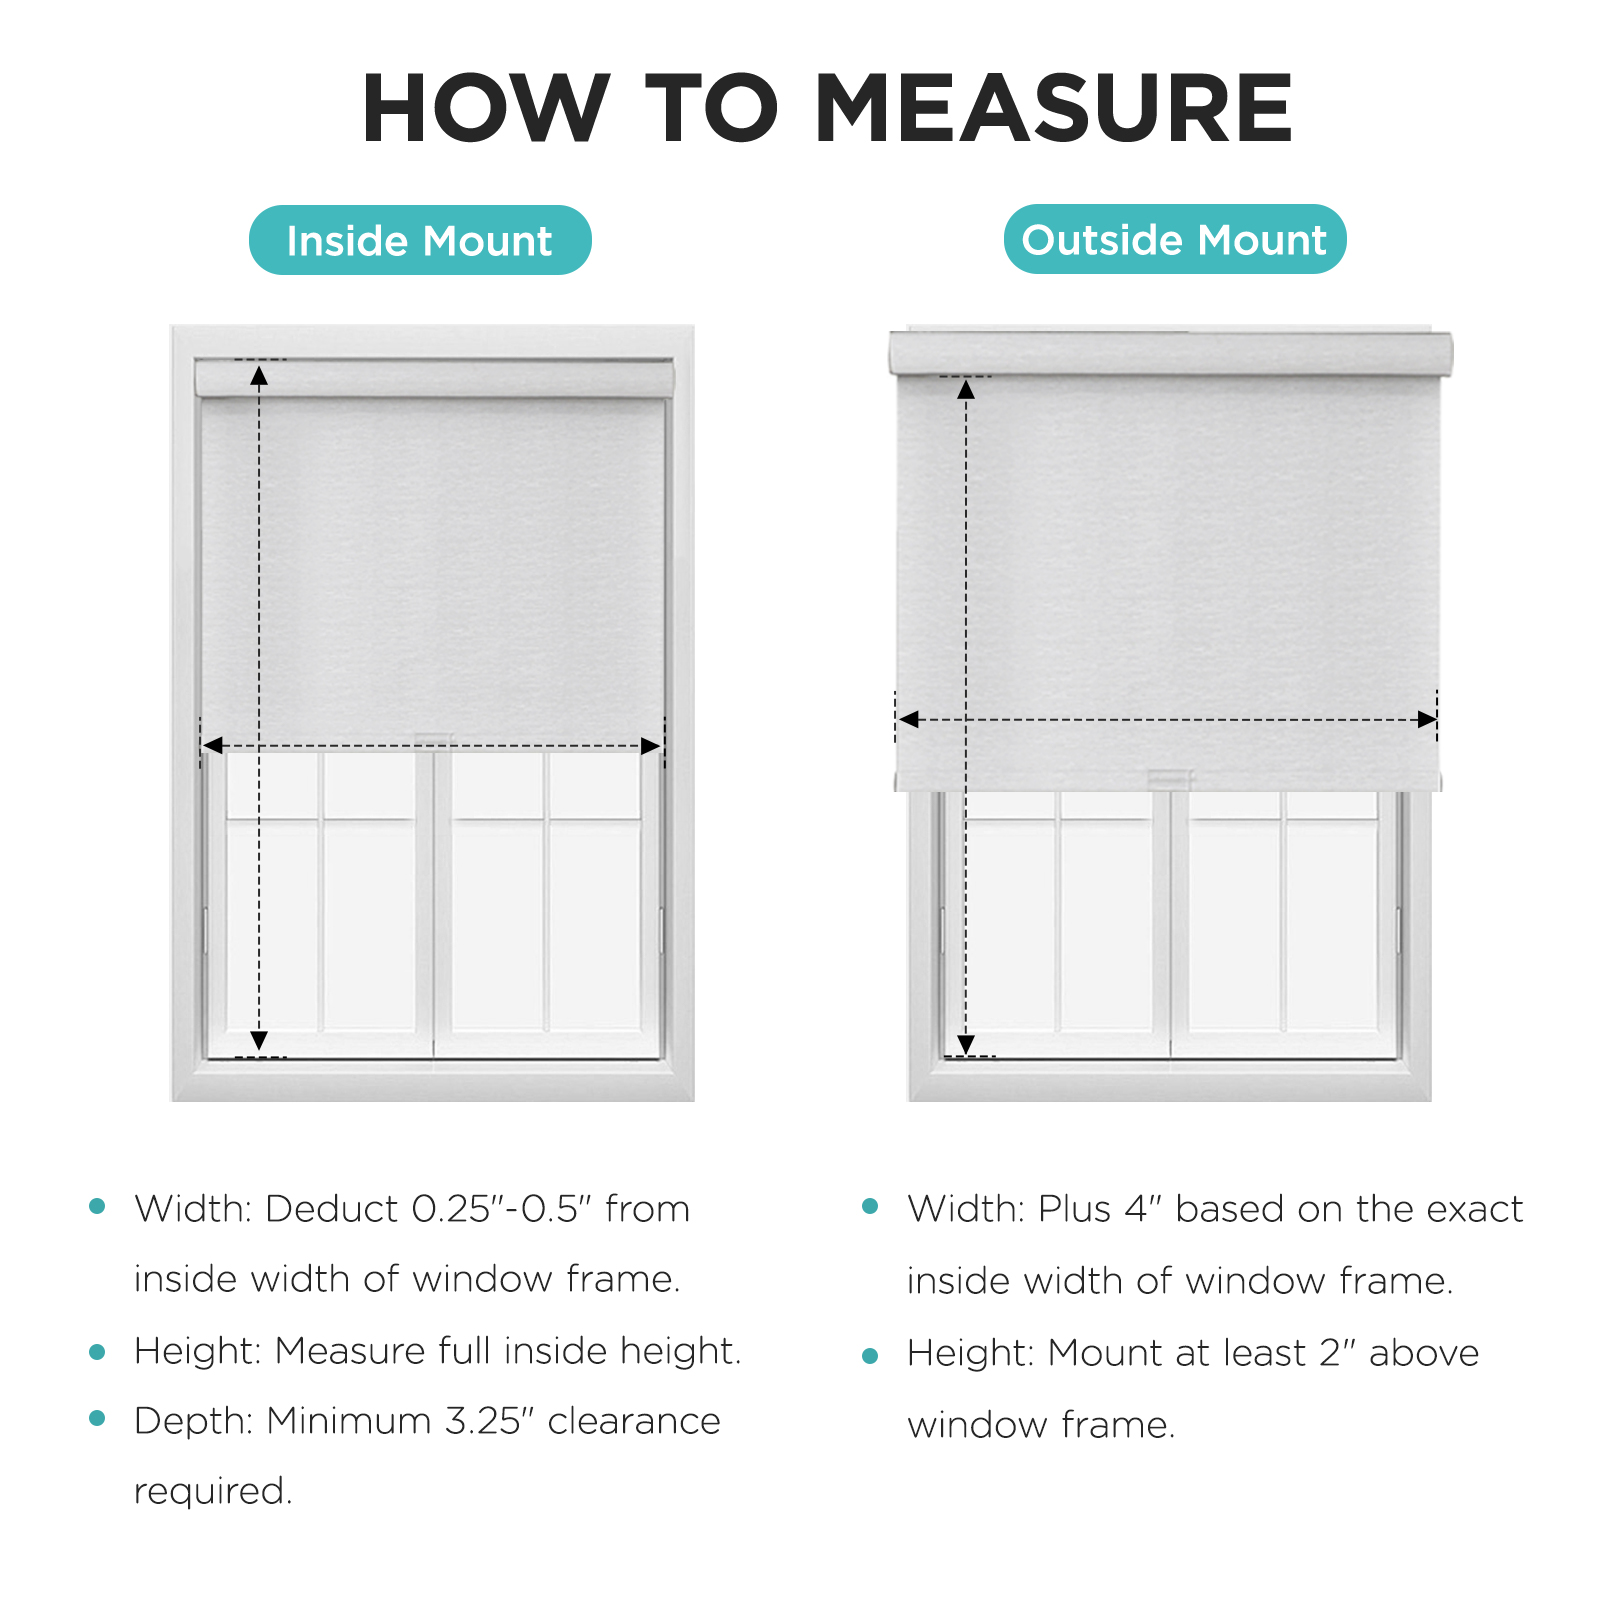 HOW TO MEASURE
Inside Mount
Width: Deduct 0.25"-0.5" from
inside width of window frame.
Height: Measure full inside height.
Depth: Minimum 3.25" clearance
required.
Outside Mount
Width: Plus 4" based on the exact
inside width of window frame.
Height: Mount at least 2" above
window frame.